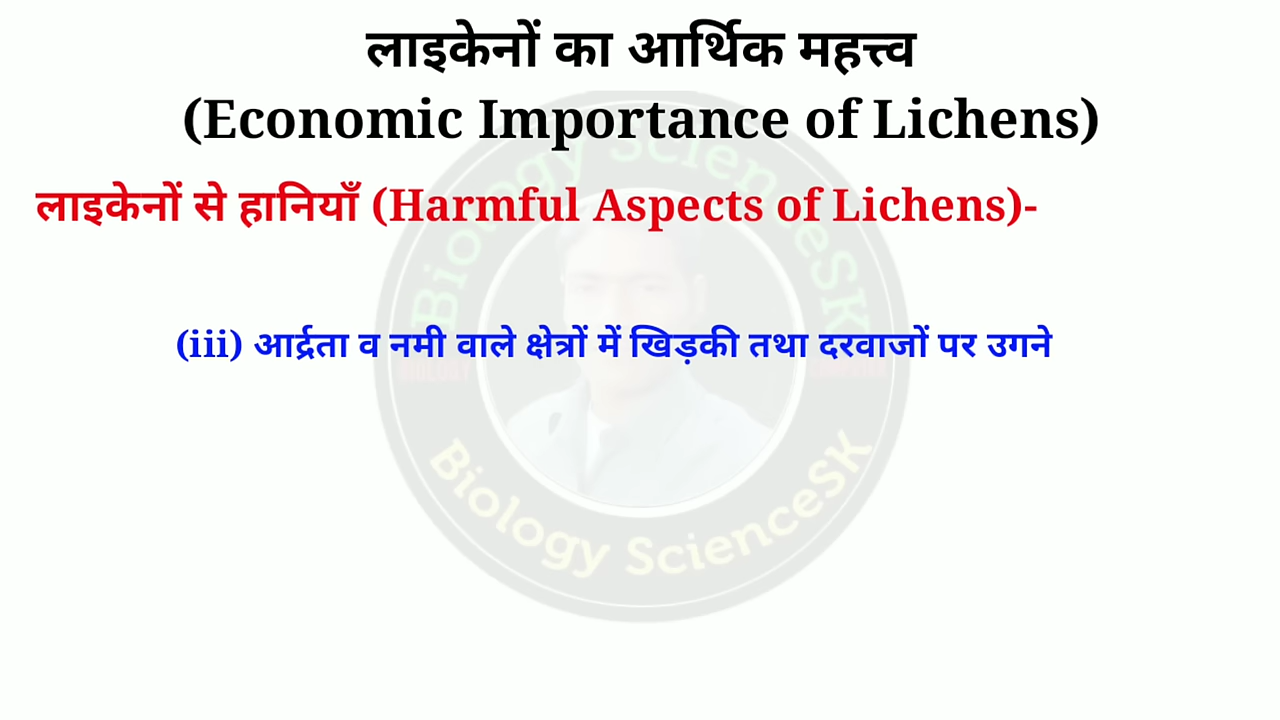 लाइकेनों का आर्थिक महत्त्व
(Economic Importance of Lichens)
लाइकेनों से हानियाँ (Harmful Aspects of Lichens)-
(iii) आर्द्रता व नमी वाले क्षेत्रों में खिड़की तथा दरवाजों पर उगने
Biology ScienceSK
Biology ScienceSK